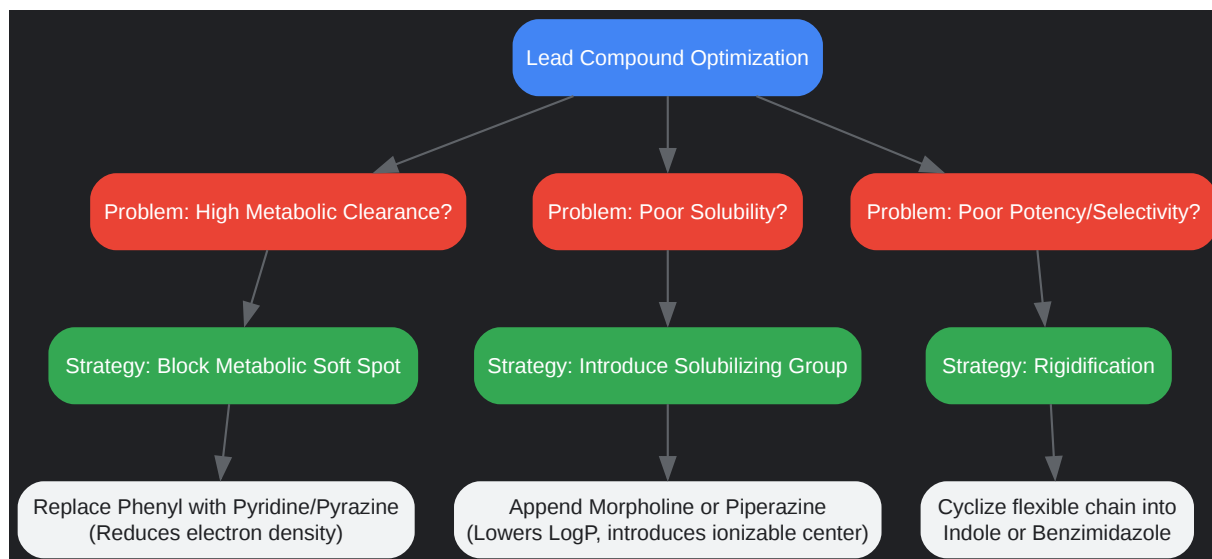 Lead Compound Optimization
Problem: High Metabolic Clearance?
Problem: Poor Solubility?
Problem: Poor Potency/Selectivity?
Strategy: Block Metabolic Soft Spot
Strategy: Introduce Solubilizing Group
Strategy: Rigidification
Replace Phenyl with Pyridine/Pyrazine
(Reduces electron density)
Append Morpholine or Piperazine
(Lowers LogP, introduces ionizable center)
Cyclize flexible chain into
Indole or Benzimidazole